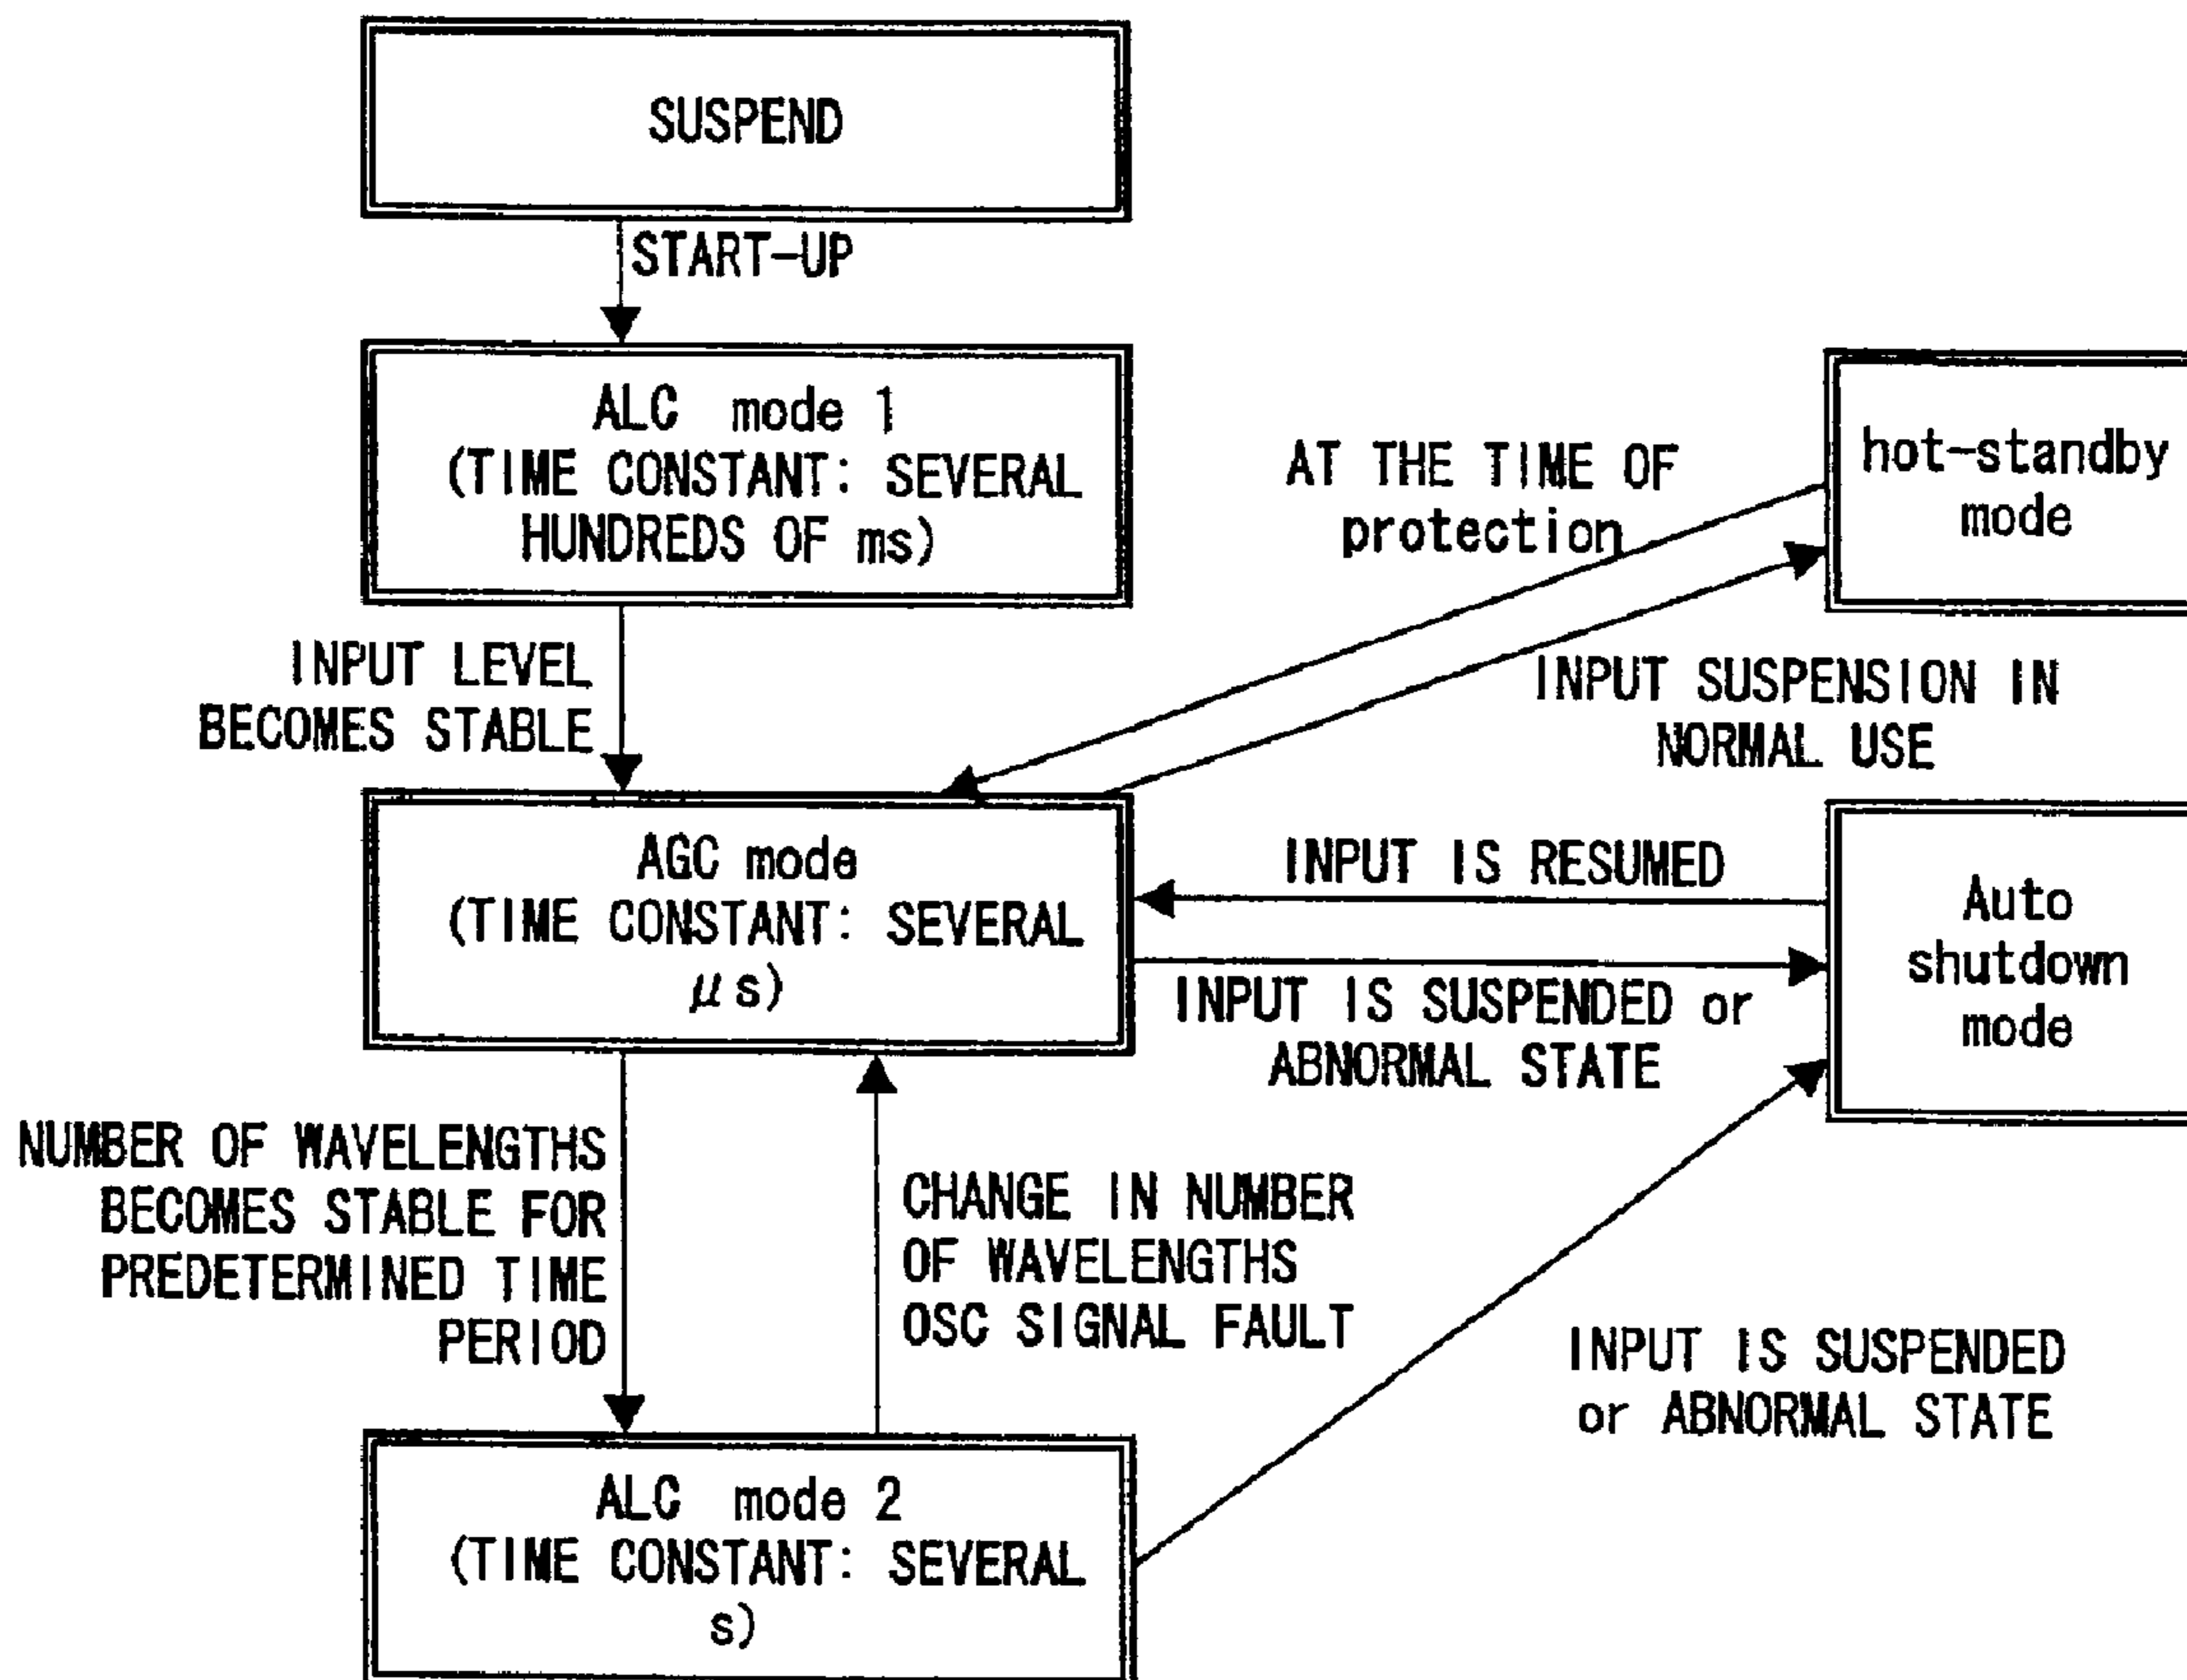 SUSPEND
START-UP
ALC mode 1
(TIME CONSTANT: SEVERAL
HUNDREDS OF ms)
AT THE TIME OF
protection
hot-standby
mode
INPUT LEVEL
BECOMES STABLE
INPUT SUSPENSION IN
NORMAL USE
AGC mode
(TIME CONSTANT: SEVERAL
μs)
INPUT IS RESUMED
INPUT IS SUSPENDED or
ABNORMAL STATE
Auto
shutdown
mode
NUMBER OF WAVELENGTHS
BECOMES STABLE FOR
PREDETERMINED TIME
PERIOD
CHANGE IN NUMBER
OF WAVELENGTHS
OSC SIGNAL FAULT
INPUT IS SUSPENDED
or ABNORMAL STATE
ALC mode 2
(TIME CONSTANT: SEVERAL
s)